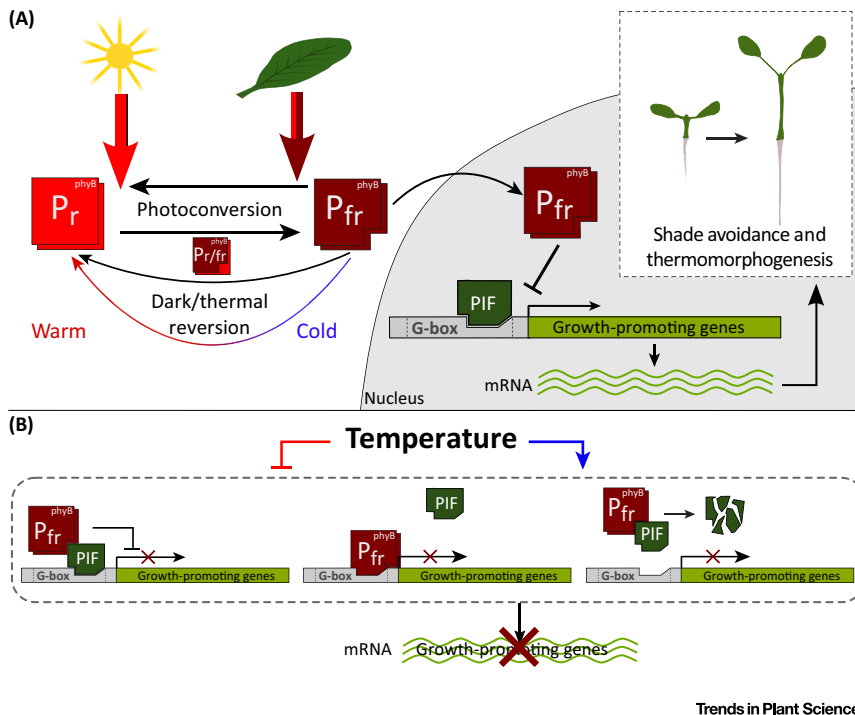 (A)
phyB
Pr
Photoconversion
phyB
Pr/fr
phyB
Pfr
Dark/thermal
reversion
Warm
Cold
phyB
Pfr
PIF
G-box
Growth-promoting genes
mRNA
Nucleus
Shade avoidance and
thermomorphogenesis
(B)
Temperature
phyB
Pfr
PIF
G-box
Growth-promoting genes
PIF
phyB
Pfr
G-box
Growth-promoting genes
phyB
Pfr
PIF
G-box
Growth-promoting genes
mRNA
Growth-promoting genes
Trends in Plant Science